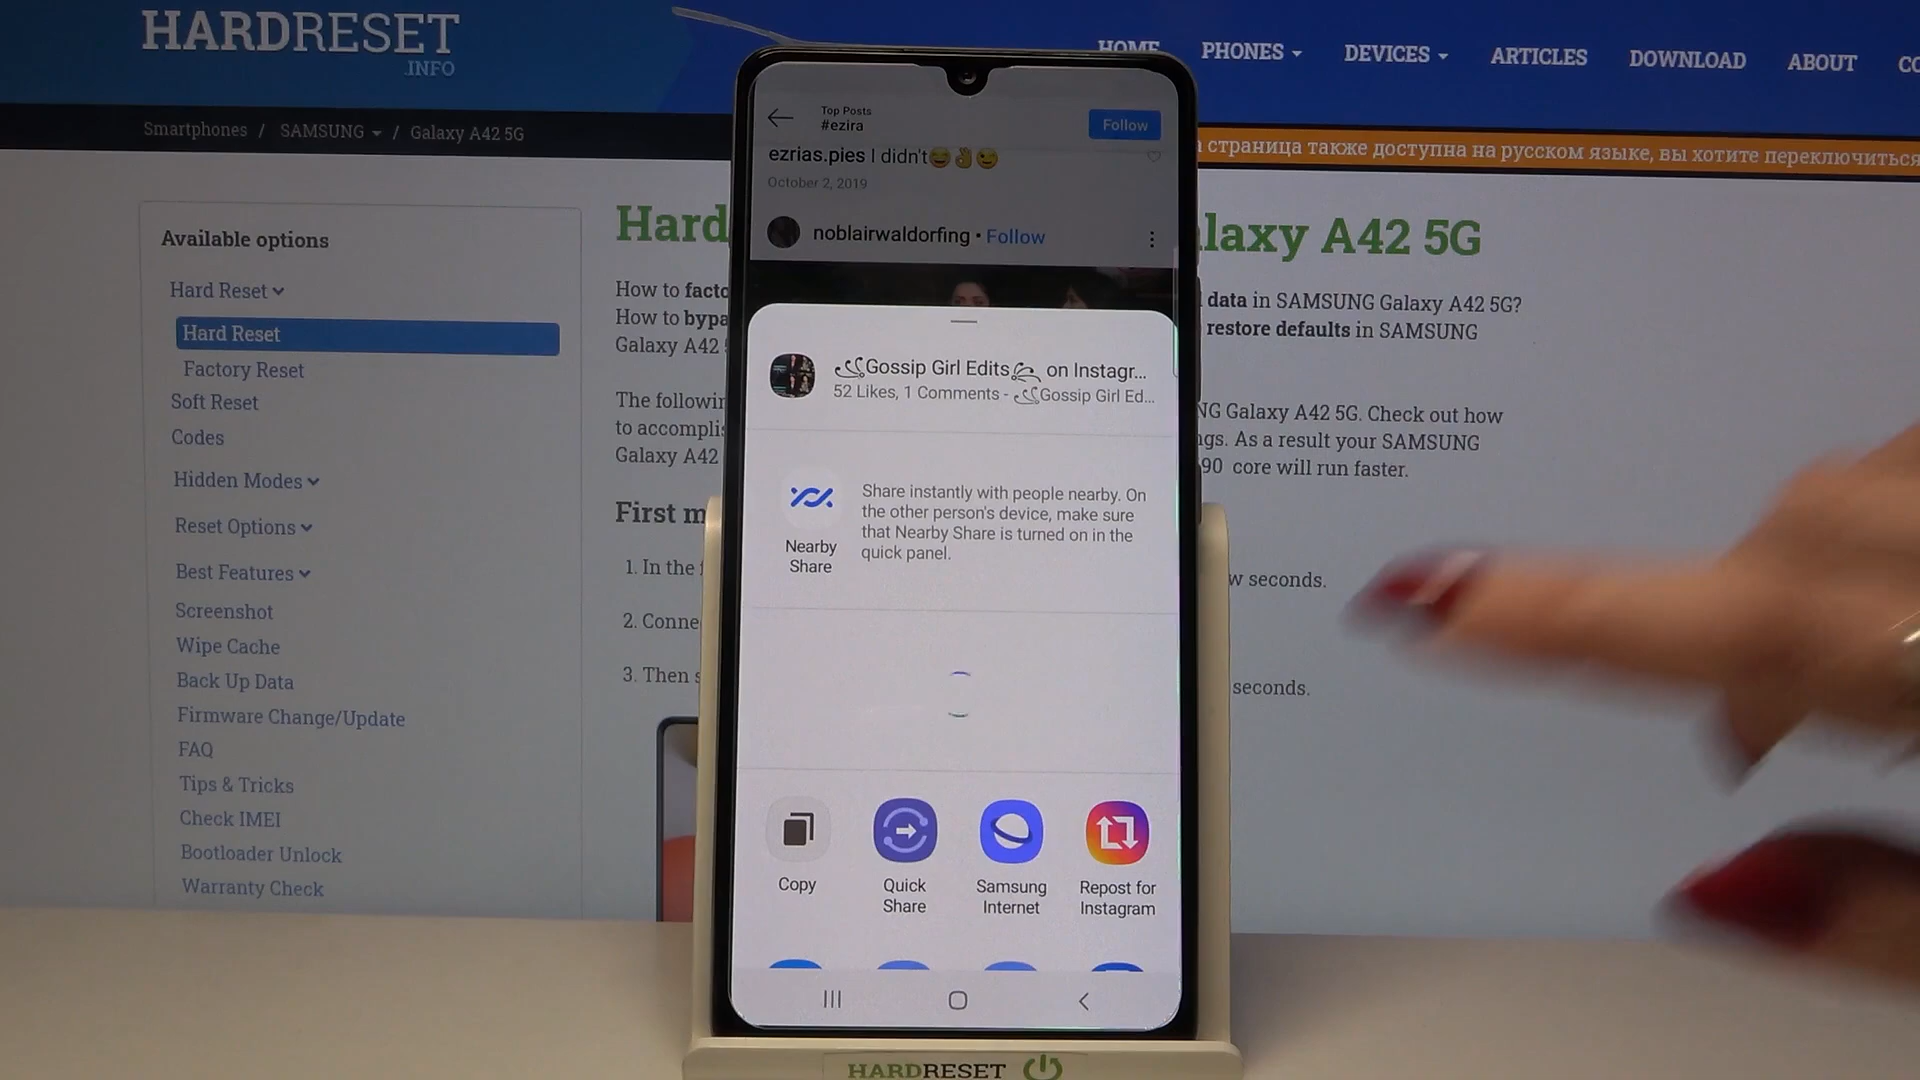 HARDRESET
.INFO
HOME
PHONES
DEVICES
ARTICLES
DOWNLOAD
ABOUT
Smartphones / SAMSUNG / Galaxy A42 5G
страница также доступна на русском языке, вы хотите переключиться
Available options
Hard Reset
Hard Reset
Factory Reset
Soft Reset
Codes
Hidden Modes
Reset Options
Best Features
Screenshot
Wipe Cache
Back Up Data
Firmware Change/Update
FAQ
Tips & Tricks
Check IMEI
Bootloader Unlock
Warranty Check
Hard
laxy A42 5G
How to
data in SAMSUNG Galaxy A42 5G?
How to
restore defaults in SAMSUNG
Galaxy A42
The
NG Galaxy A42 5G. Check out how
to
As a result your SAMSUNG
Galaxy A42
core will run faster.
First
1. In the
seconds.
2.
3. Then
seconds.
Top Posts
#ezira
Follow
ezrias.pies I didn't😂👌😉
October 2, 2019
noblairwaldorfing • Follow
Gossip Girl Edits on Instagr...
52 Likes, 1 Comments - Gossip Girl Ed...
Nearby
Share
Share instantly with people nearby. On
the other person's device, make sure
that Nearby Share is turned on in the
quick panel.
Copy
Quick
Share
Samsung
Internet
Repost for
Instagram
HARDRESET